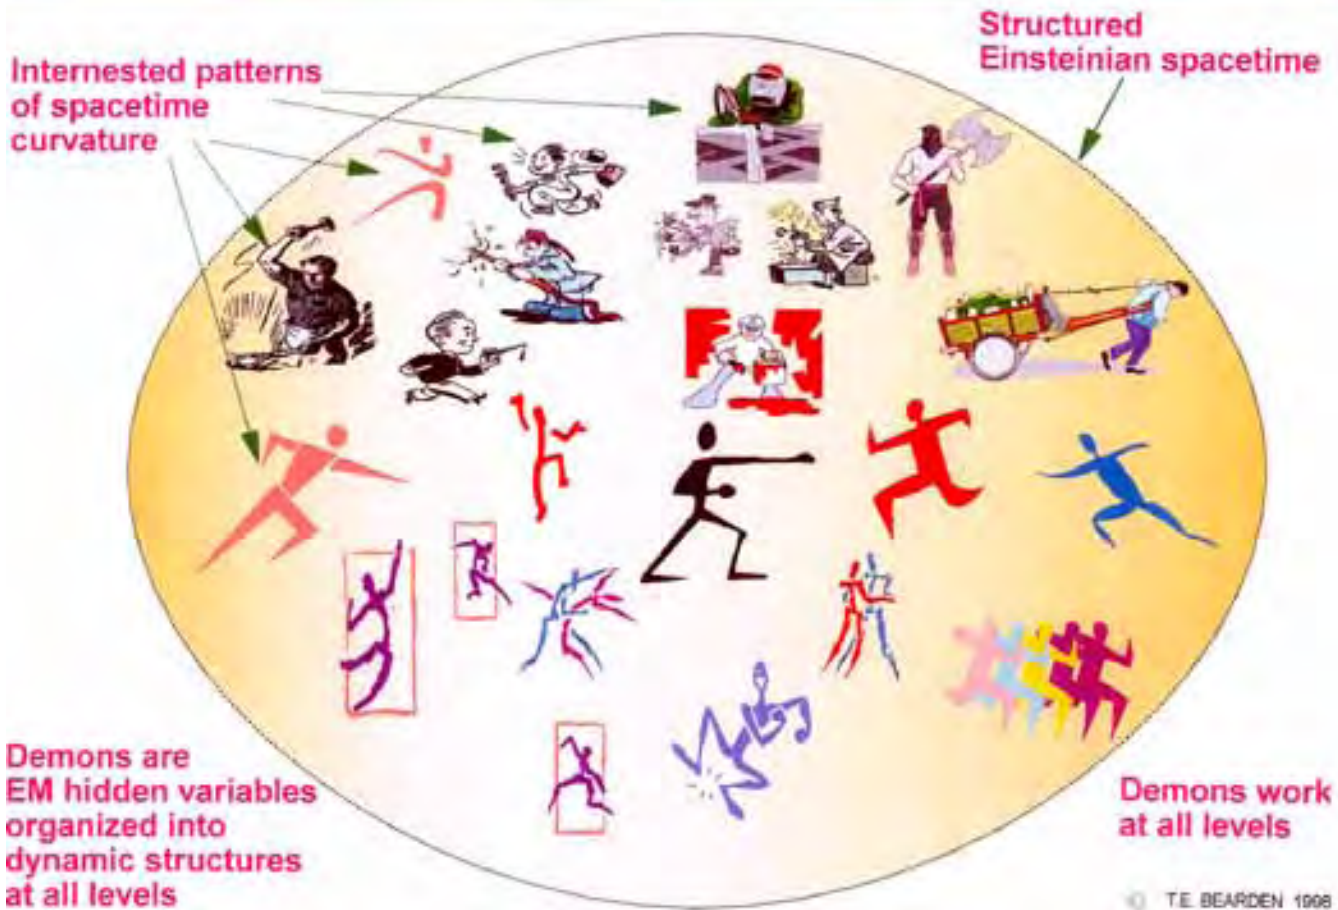 Internested patterns
of spacetime
curvature
Structured
Einsteinian spacetime
Demons are
EM hidden variables
organized into
dynamic structures
at all levels
Demons work
at all levels
© T.E. BEARDEN 1998